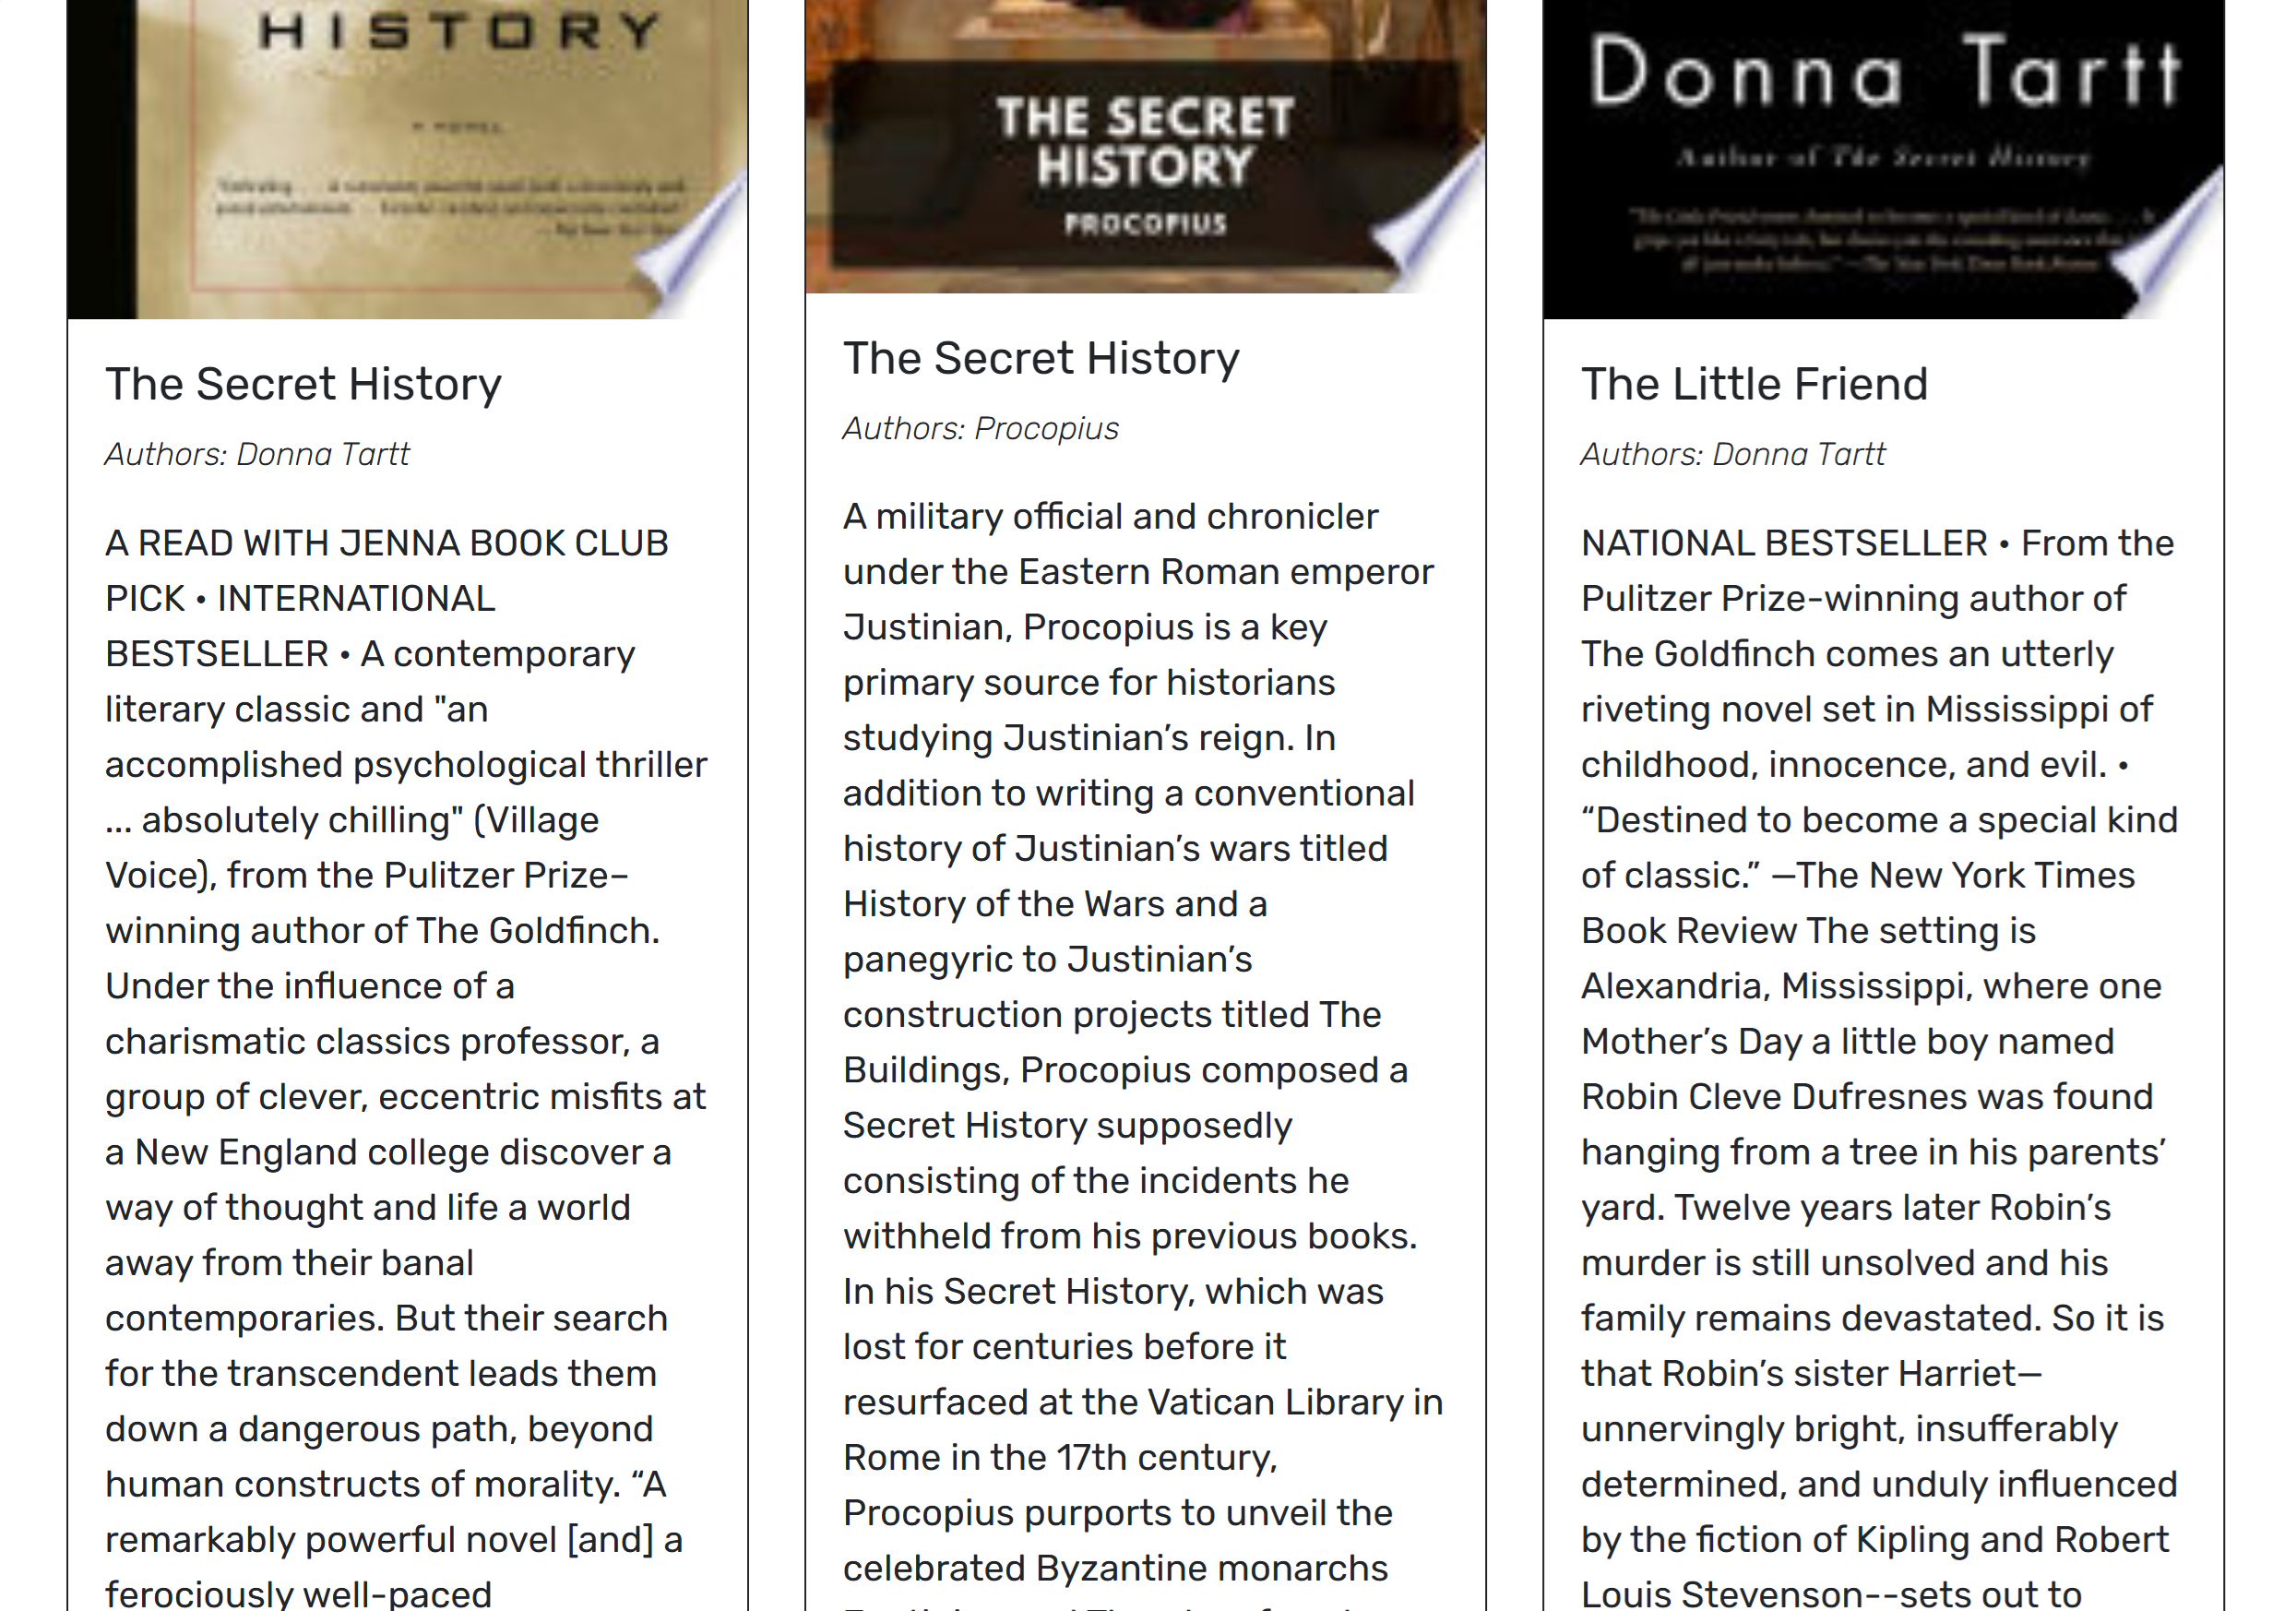 HISTORY
A NOVEL
The Secret History
Authors: Donna Tartt
A READ WITH JENNA BOOK CLUB
PICK • INTERNATIONAL
BESTSELLER • A contemporary
literary classic and "an
accomplished psychological thriller
... absolutely chilling" (Village
Voice), from the Pulitzer Prize–
winning author of The Goldfinch.
Under the influence of a
charismatic classics professor, a
group of clever, eccentric misfits at
a New England college discover a
way of thought and life a world
away from their banal
contemporaries. But their search
for the transcendent leads them
down a dangerous path, beyond
human constructs of morality. “A
remarkably powerful novel [and] a
ferociously well-paced
THE SECRET
HISTORY
PROCOPIUS
The Secret History
Authors: Procopius
A military official and chronicler
under the Eastern Roman emperor
Justinian, Procopius is a key
primary source for historians
studying Justinian’s reign. In
addition to writing a conventional
history of Justinian’s wars titled
History of the Wars and a
panegyric to Justinian’s
construction projects titled The
Buildings, Procopius composed a
Secret History supposedly
consisting of the incidents he
withheld from his previous books.
In his Secret History, which was
lost for centuries before it
resurfaced at the Vatican Library in
Rome in the 17th century,
Procopius purports to unveil the
celebrated Byzantine monarchs
Donna Tartt
Author of The Secret History
The Little Friend
Authors: Donna Tartt
NATIONAL BESTSELLER • From the
Pulitzer Prize-winning author of
The Goldfinch comes an utterly
riveting novel set in Mississippi of
childhood, innocence, and evil. •
“Destined to become a special kind
of classic.” —The New York Times
Book Review The setting is
Alexandria, Mississippi, where one
Mother’s Day a little boy named
Robin Cleve Dufresnes was found
hanging from a tree in his parents’
yard. Twelve years later Robin’s
murder is still unsolved and his
family remains devastated. So it is
that Robin’s sister Harriet—
unnervingly bright, insufferably
determined, and unduly influenced
by the fiction of Kipling and Robert
Louis Stevenson--sets out to